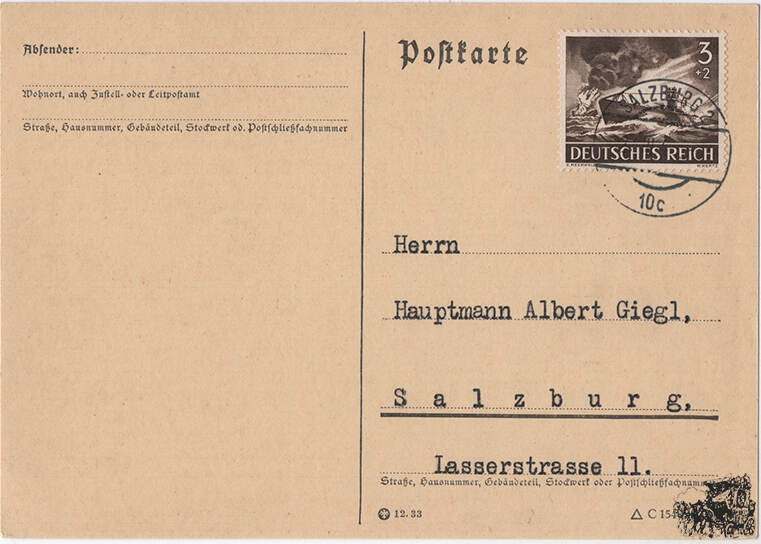 Absender:
Wohnort, auch Zustell- oder Leitpostamt
Straße, Hausnummer, Gebäudeteil, Stockwerk od. Postschließfachnummer
Postkarte
3
+2
SALZBURG 2
DEUTSCHES REICH
10c
Herrn
Hauptmann Albert Giegl,
Salzburg,
Lasserstrasse 11.
Straße, Hausnummer, Gebäudeteil, Stockwerk oder Postschließfachnummer
12.33
C 154